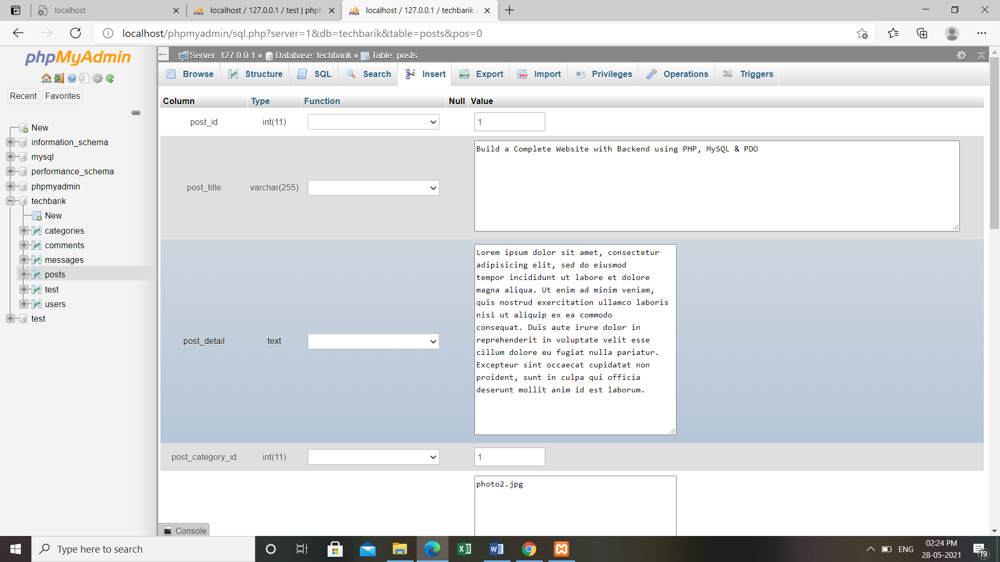 localhost
localhost / 127.0.0.1 / test | phpM
localhost / 127.0.0.1 / techbarik /
localhost/phpmyadmin/sql.php?server=1&db=techbarik&table=posts&pos=0
phpMyAdmin
Recent
Favorites
New
information_schema
mysql
performance_schema
phpmyadmin
techbarik
New
categories
comments
messages
posts
test
users
test
Server: 127.0.0.1 » Database: techbarik » Table: posts
Browse Structure SQL Search Insert Export Import Privileges Operations Triggers
Column Type Function Null Value
post_id int(11) 1
post_title varchar(255)
Build a Complete Website with Backend using PHP, MySQL & PDO
post_detail text
Lorem ipsum dolor sit amet, consectetur
adipisicing elit, sed do eiusmod
tempor incididunt ut labore et dolore
magna aliqua. Ut enim ad minim veniam,
quis nostrud exercitation ullamco laboris
nisi ut aliquip ex ea commodo
consequat. Duis aute irure dolor in
reprehenderit in voluptate velit esse
cillum dolore eu fugiat nulla pariatur.
Excepteur sint occaecat cupidatat non
proident, sunt in culpa qui officia
deserunt mollit anim id est laborum.
post_category_id int(11) 1
photo2.jpg
Console
Type here to search
ENG
02:24 PM
28-05-2021
19